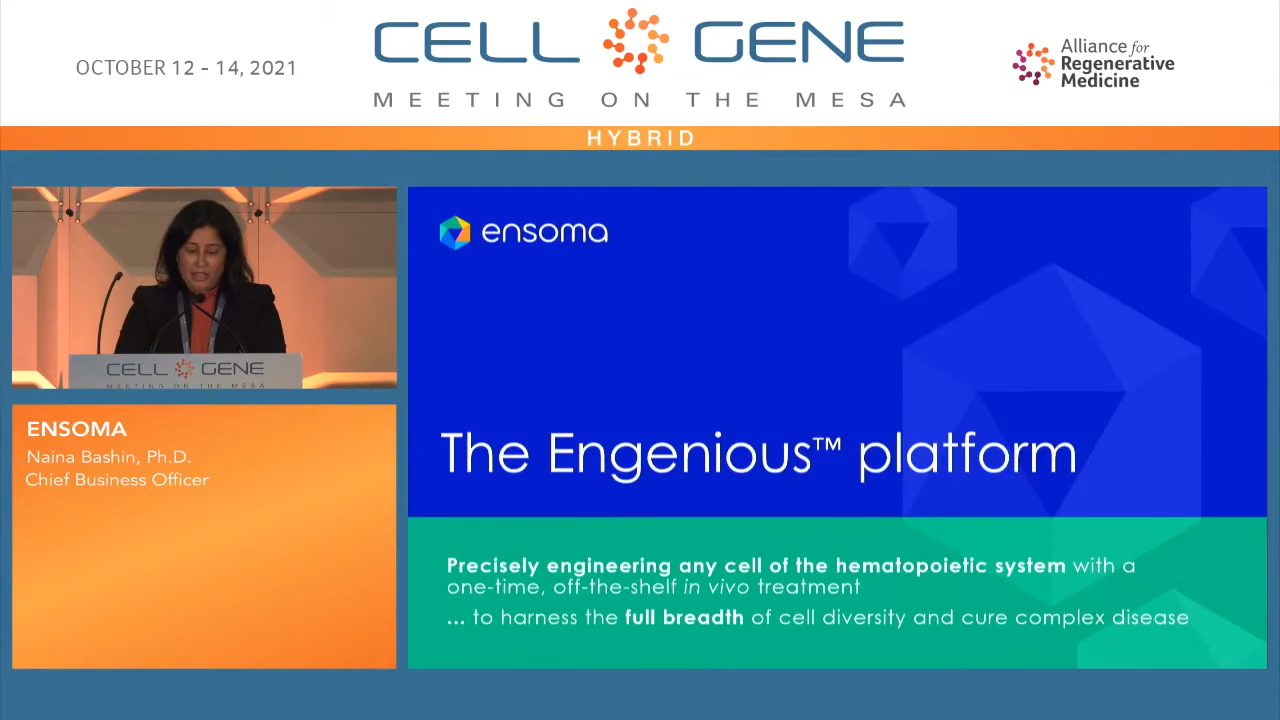 OCTOBER 12 - 14, 2021
CELL GENE
MEETING ON THE MESA
Alliance for
Regenerative
Medicine
HYBRID
CELL GENE
MEETING ON THE MESA
ENSOMA
Naina Bashin, Ph.D.
Chief Business Officer
ensoma
The Engenious™ platform
Precisely engineering any cell of the hematopoietic system with a
one-time, off-the-shelf in vivo treatment
... to harness the full breadth of cell diversity and cure complex disease